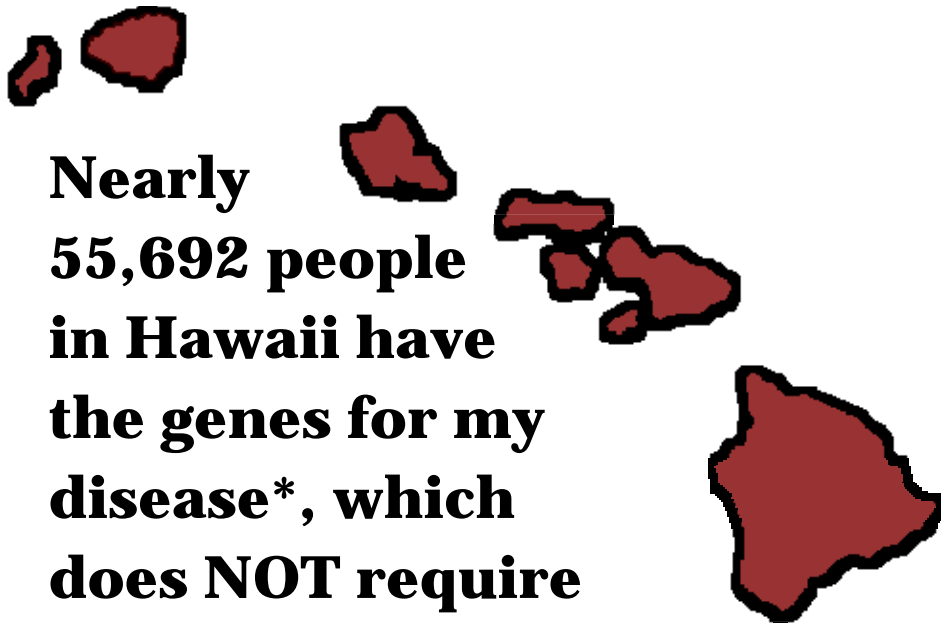 Nearly
55,692 people
in Hawaii have
the genes for my
disease*, which
does NOT require